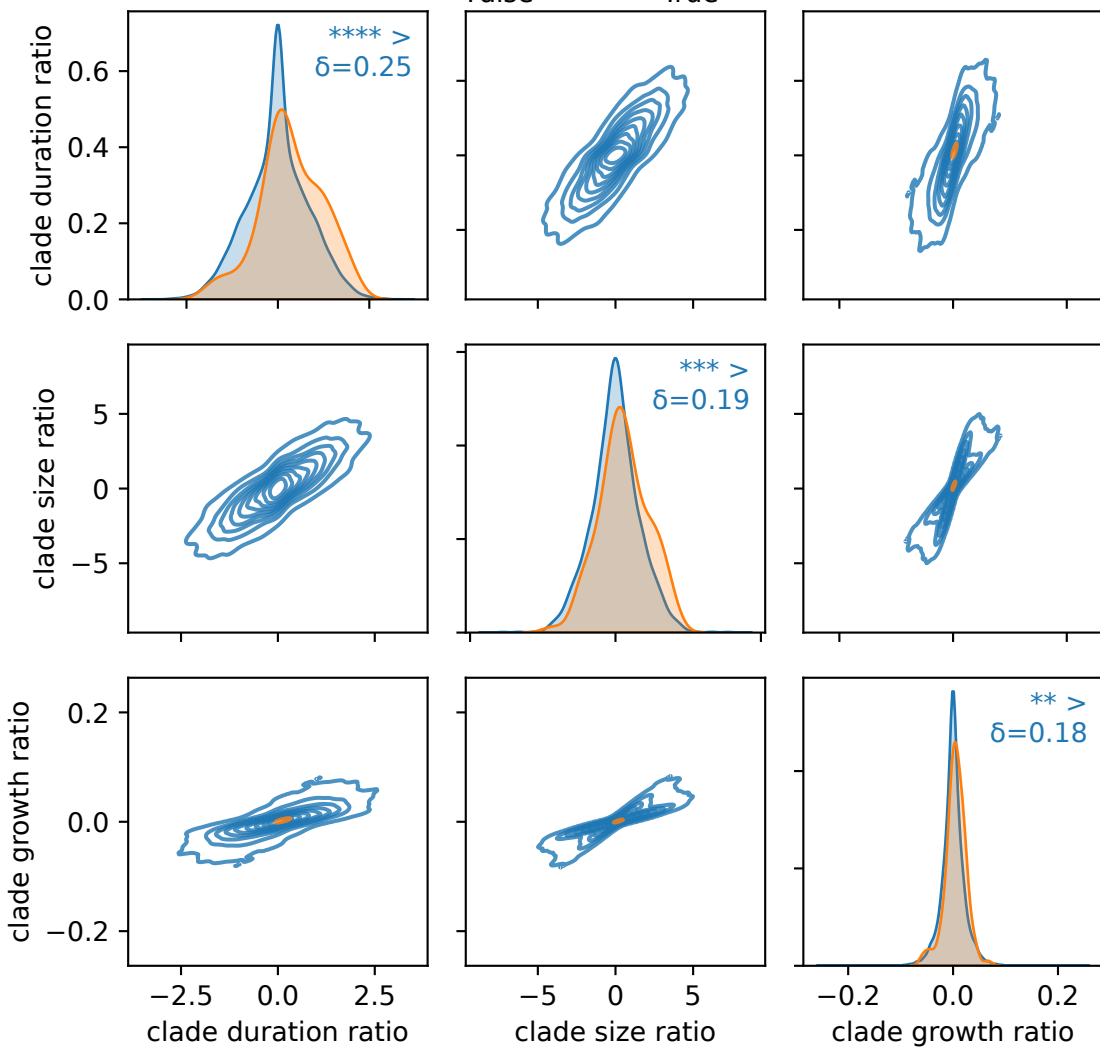 clade duration ratio
0.6
0.4
0.2
0.0
**** >
δ=0.25
clade size ratio
5
0
−5
*** >
δ=0.19
clade growth ratio
0.2
0.0
−0.2
** >
δ=0.18
−2.5 0.0 2.5
−5 0 5
−0.2 0.0 0.2
clade duration ratio
clade size ratio
clade growth ratio